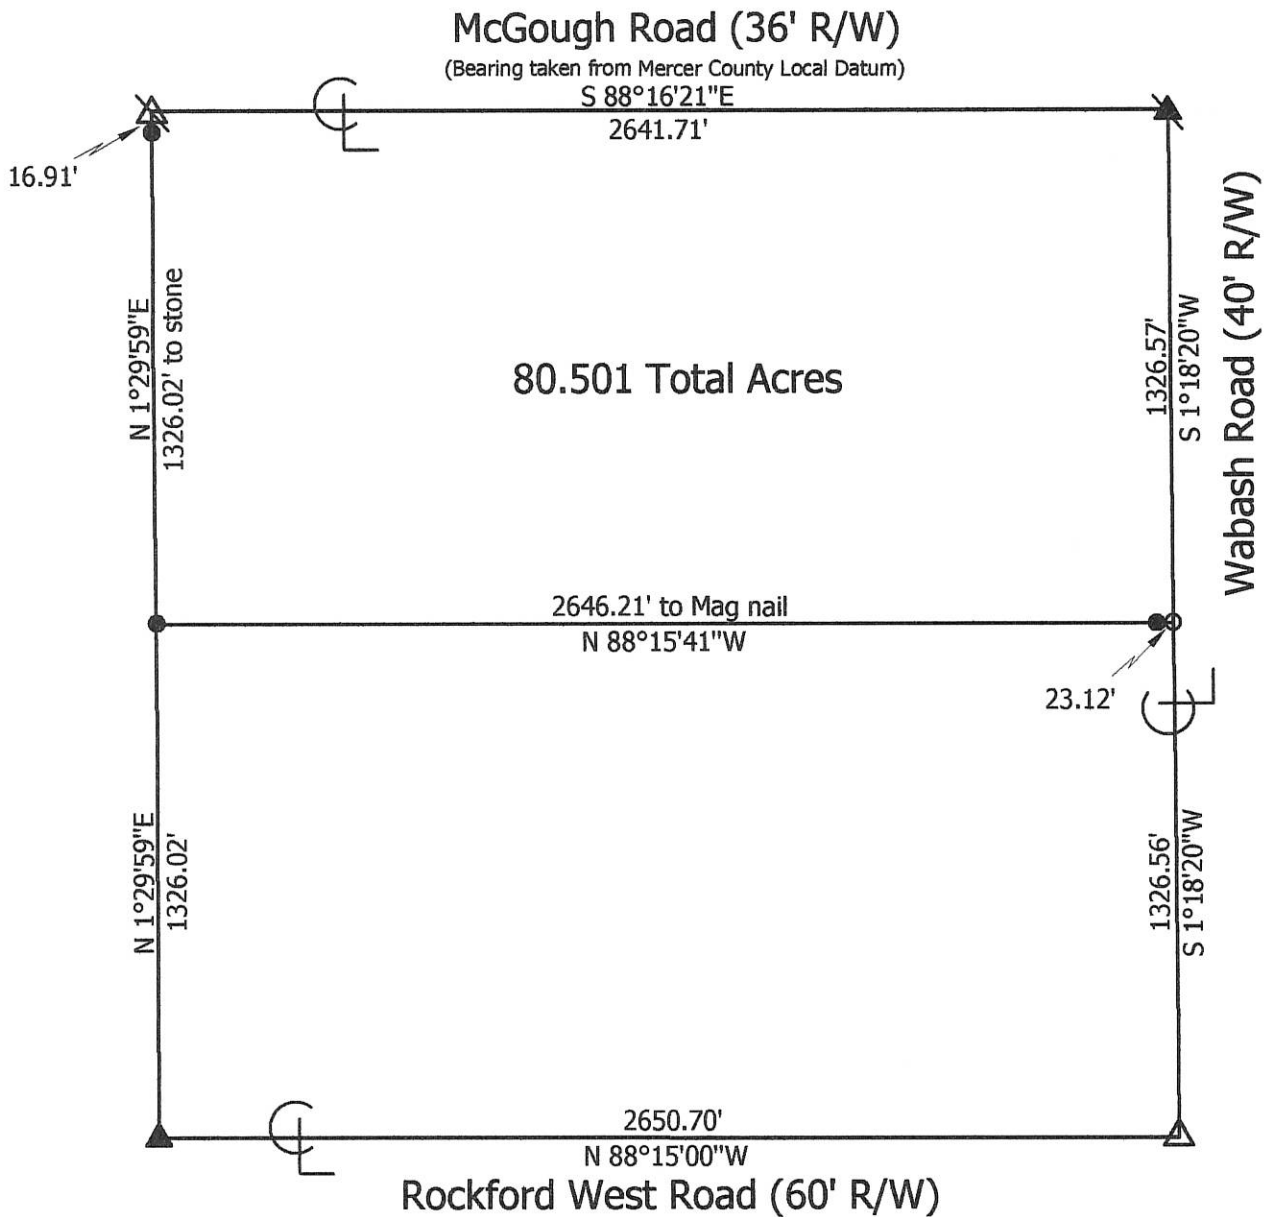 McGough Road (36' R/W)
(Bearing taken from Mercer County Local Datum)
S 88°16'21"E
2641.71'
16.91'
N 1°29'59"E
1326.02' to stone
80.501 Total Acres
1326.57'
S 1°18'20"W
Wabash Road (40' R/W)
2646.21' to Mag nail
N 88°15'41"W
23.12'
N 1°29'59"E
1326.02'
1326.56'
S 1°18'20"W
2650.70'
N 88°15'00"W
Rockford West Road (60' R/W)